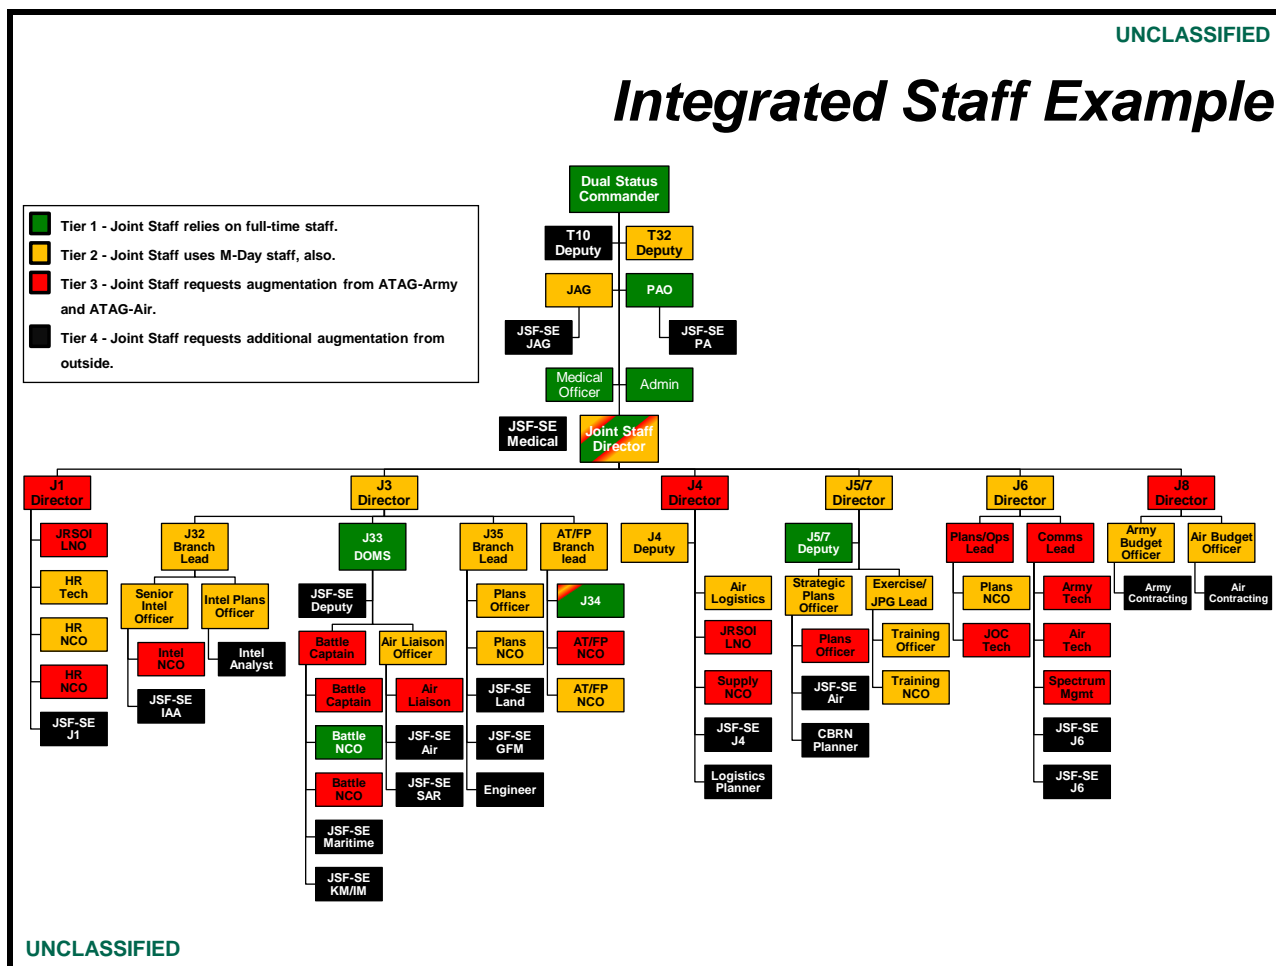 UNCLASSIFIED
Integrated Staff Example
Dual Status
Commander
Tier 1 - Joint Staff relies on full-time staff.
Tier 2 - Joint Staff uses M-Day staff, also.
Tier 3 - Joint Staff requests augmentation from ATAG-Army
and ATAG-Air.
Tier 4 - Joint Staff requests additional augmentation from
outside.
T10
Deputy
T32
Deputy
JAG
PAO
JSF-SE
JAG
JSF-SE
PA
Medical
Officer
Admin
JSF-SE
Medical
Joint Staff
Director
J1
Director
J3
Director
J4
Director
J5/7
Director
J6
Director
J8
Director
JRSOI
LNO
HR
Tech
HR
NCO
HR
NCO
JSF-SE
J1
J32
Branch
Lead
Senior
Intel
Officer
Intel Plans
Officer
Intel
NCO
Intel
Analyst
JSF-SE
IAA
J33
DOMS
JSF-SE
Deputy
Battle
Captain
Air Liaison
Officer
Battle
Captain
Battle
NCO
Battle
NCO
JSF-SE
Maritime
JSF-SE
KM/IM
Air
Liaison
JSF-SE
Air
JSF-SE
SAR
J35
Branch
Lead
Plans
Officer
Plans
NCO
JSF-SE
Land
JSF-SE
GFM
Engineer
AT/FP
Branch
lead
J34
AT/FP
NCO
AT/FP
NCO
J4
Deputy
Air
Logistics
JRSOI
LNO
Supply
NCO
JSF-SE
J4
Logistics
Planner
J5/7
Deputy
Strategic
Plans
Officer
Exercise/
JPG Lead
Plans
Officer
JSF-SE
Air
CBRN
Planner
Training
Officer
Training
NCO
Plans/Ops
Lead
Comms
Lead
Plans
NCO
JOC
Tech
Army
Tech
Air
Tech
Spectrum
Mgmt
JSF-SE
J6
JSF-SE
J6
Army
Budget
Officer
Air Budget
Officer
Army
Contracting
Air
Contracting
UNCLASSIFIED